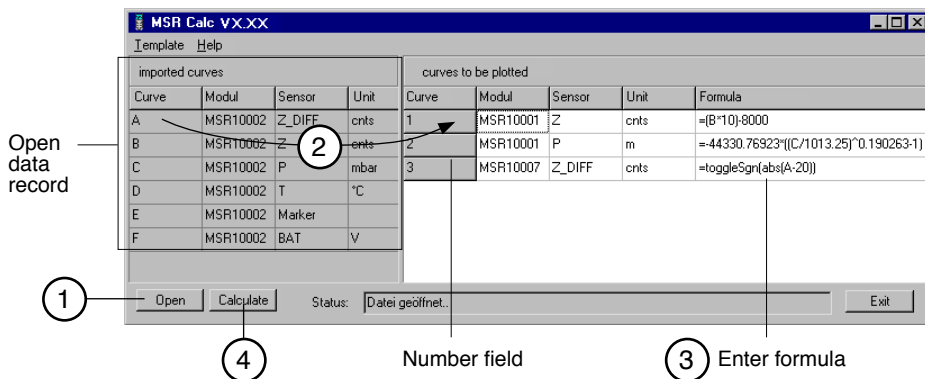 MSR Calc VX.XX
Template Help
imported curves
curves to be plotted
Curve Modul Sensor Unit Curve Modul Sensor Unit Formula
A MSR10002 Z_DIFF cnts 1 MSR10001 Z cnts =(B*10)-8000
B MSR10002 Z cnts 2 MSR10001 P m =-44330.76923*((C/1013.25)^0.190263-1)
C MSR10002 P mbar 3 MSR10007 Z_DIFF cnts =toggleSgn(abs(A-20))
D MSR10002 T °C
E MSR10002 Marker
F MSR10002 BAT V
Open
data
record
2
1
Open Calculate Status: Datei geöffnet.. Exit
4
Number field
3 Enter formula